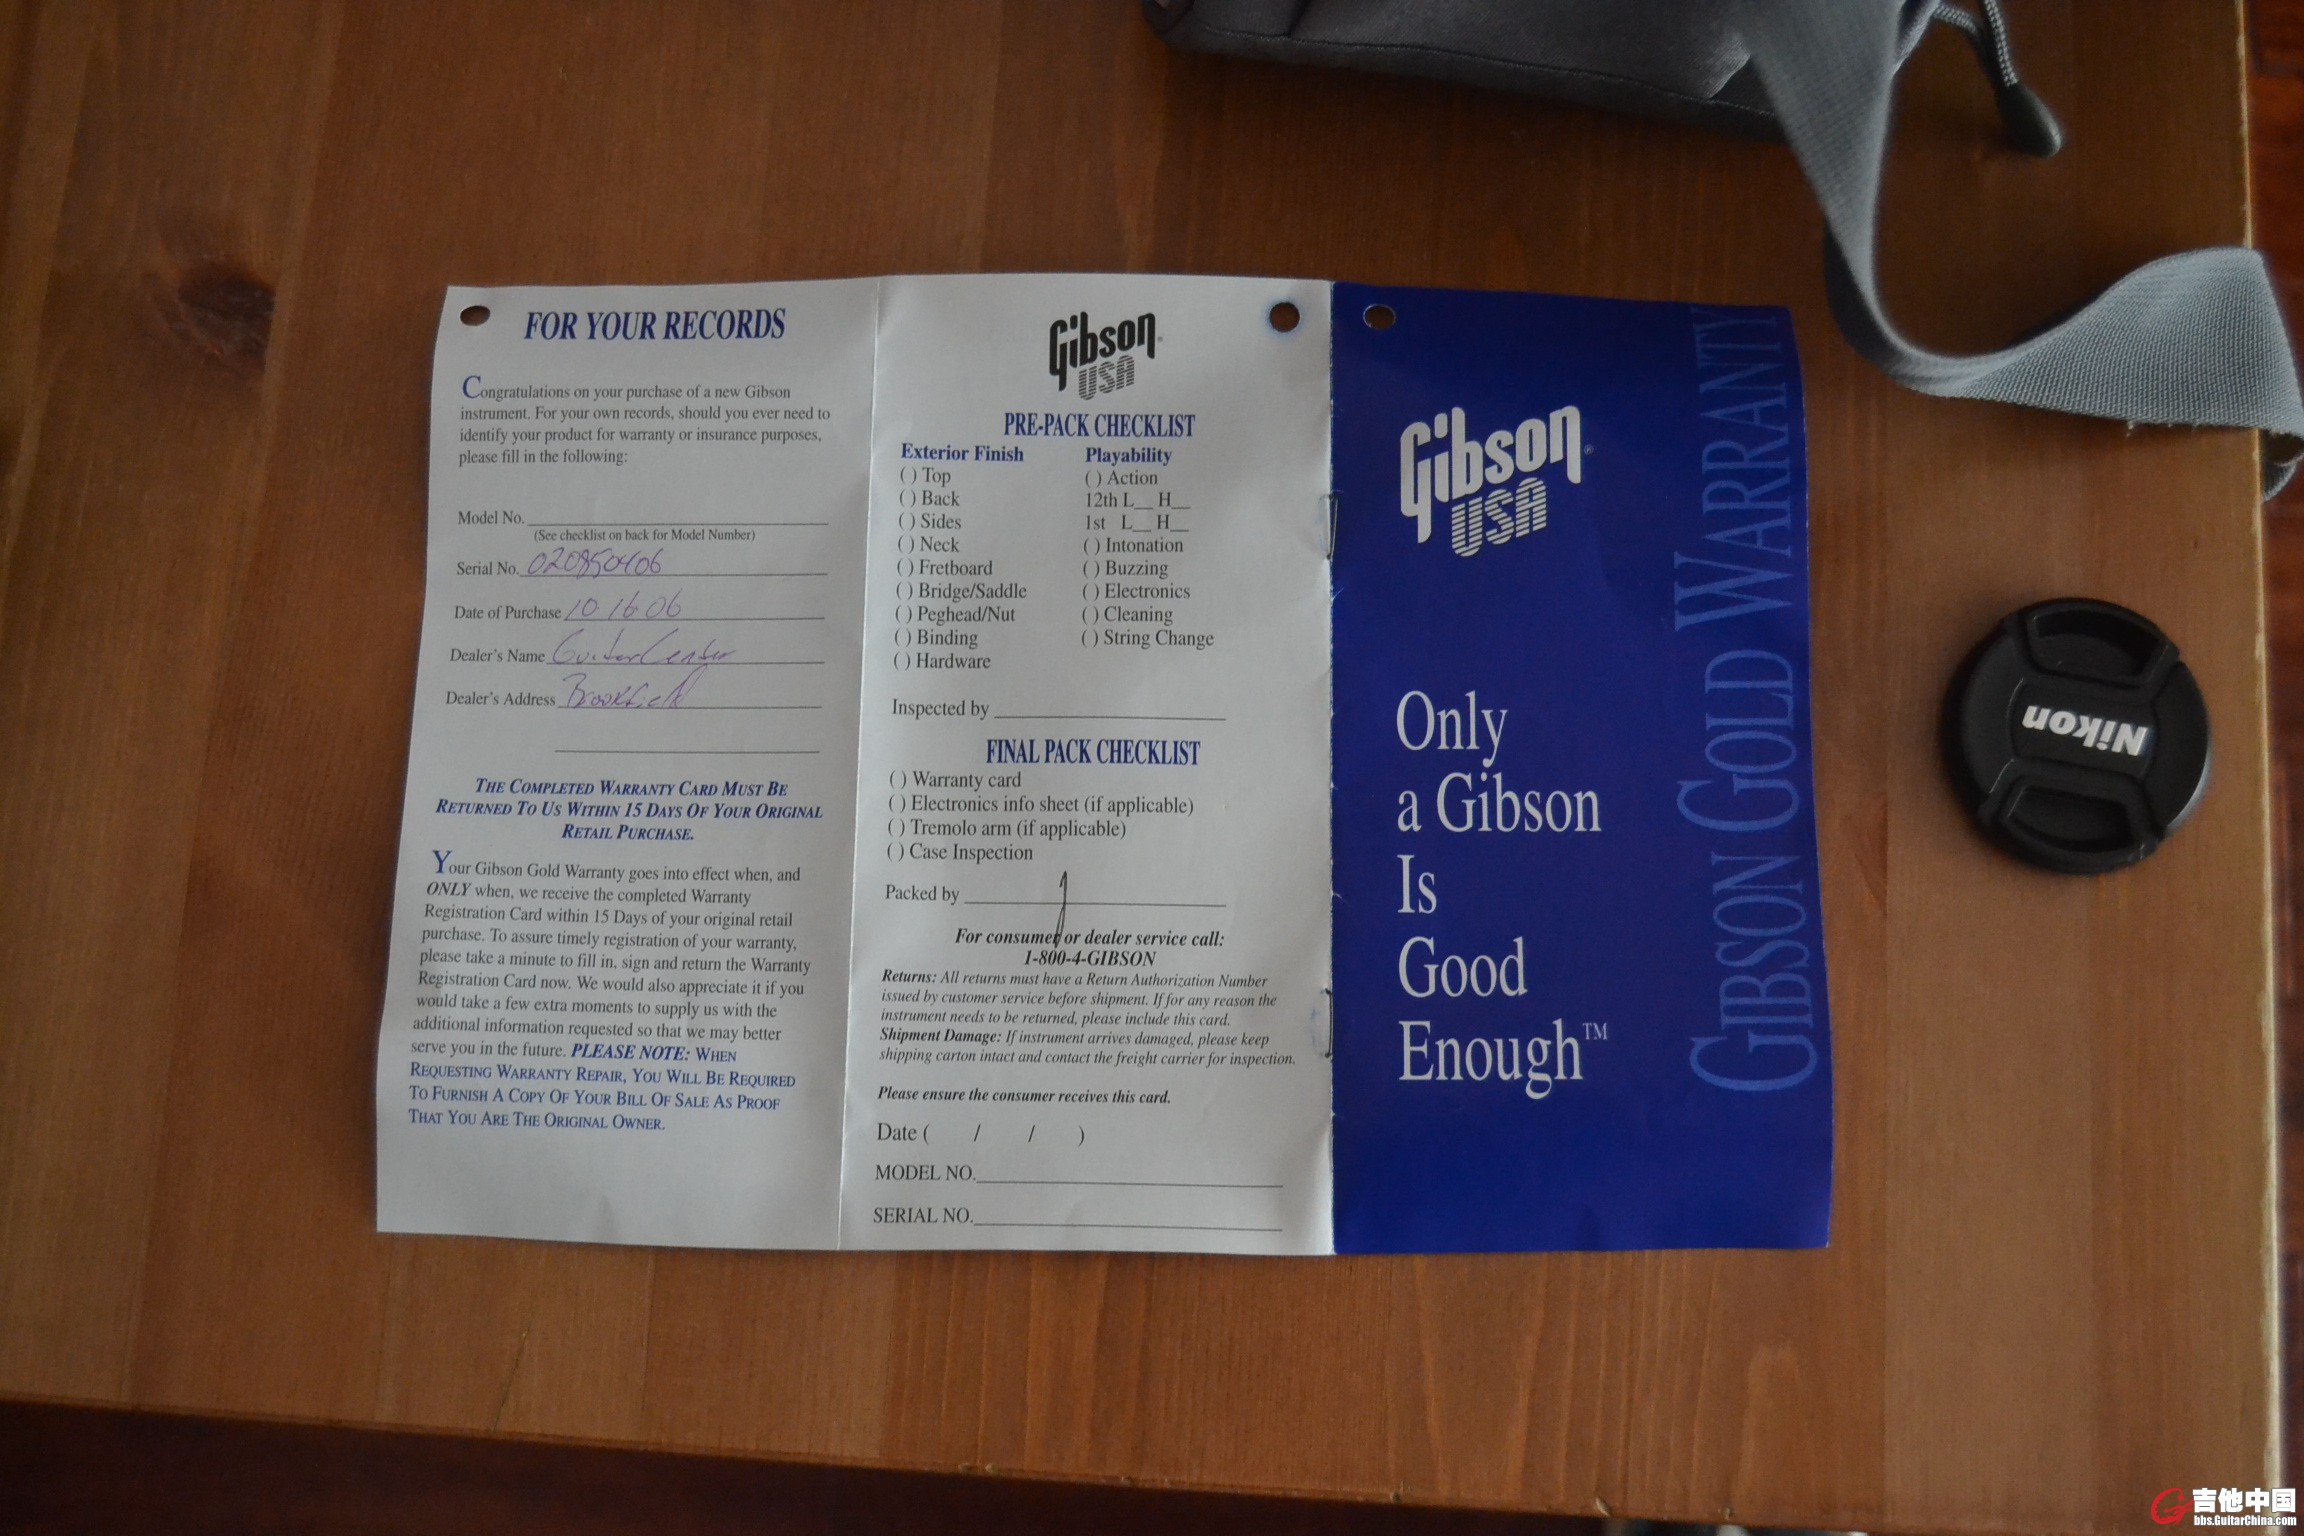 FOR YOUR RECORDS
Congratulations on your purchase of a new Gibson
instrument. For your own records, should you ever need to
identify your product for warranty or insurance purposes,
please fill in the following:
Model No.
(See checklist on back for Model Number)
Serial No. 020850406
Date of Purchase 10·16·06
Dealer's Name Guitar Center
Dealer's Address Brookfield
THE COMPLETED WARRANTY CARD MUST BE
RETURNED TO US WITHIN 15 DAYS OF YOUR ORIGINAL
RETAIL PURCHASE.
Your Gibson Gold Warranty goes into effect when, and
ONLY when, we receive the completed Warranty
Registration Card within 15 Days of your original retail
purchase. To assure timely registration of your warranty,
please take a minute to fill in, sign and return the Warranty
Registration Card now. We would also appreciate it if you
would take a few extra moments to supply us with the
additional information requested so that we may better
serve you in the future. PLEASE NOTE: WHEN
REQUESTING WARRANTY REPAIR, YOU WILL BE REQUIRED
TO FURNISH A COPY OF YOUR BILL OF SALE AS PROOF
THAT YOU ARE THE ORIGINAL OWNER.
Gibson®
USA
PRE-PACK CHECKLIST
Exterior Finish
( ) Top
( ) Back
( ) Sides
( ) Neck
( ) Fretboard
( ) Bridge/Saddle
( ) Peghead/Nut
( ) Binding
( ) Hardware
Playability
( ) Action
12th L__ H__
1st L__ H__
( ) Intonation
( ) Buzzing
( ) Electronics
( ) Cleaning
( ) String Change
Inspected by
FINAL PACK CHECKLIST
( ) Warranty card
( ) Electronics info sheet (if applicable)
( ) Tremolo arm (if applicable)
( ) Case Inspection
Packed by
For consumer or dealer service call:
1-800-4-GIBSON
Returns: All returns must have a Return Authorization Number
issued by customer service before shipment. If for any reason the
instrument needs to be returned, please include this card.
Shipment Damage: If instrument arrives damaged, please keep
shipping carton intact and contact the freight carrier for inspection.
Please ensure the consumer receives this card.
Date ( / / )
MODEL NO.
SERIAL NO.
Gibson®
USA
Only
a Gibson
Is
Good
Enough™
GIBSON GOLD WARRANTY
Nikon
吉他中国
bbs.GuitarChina.com